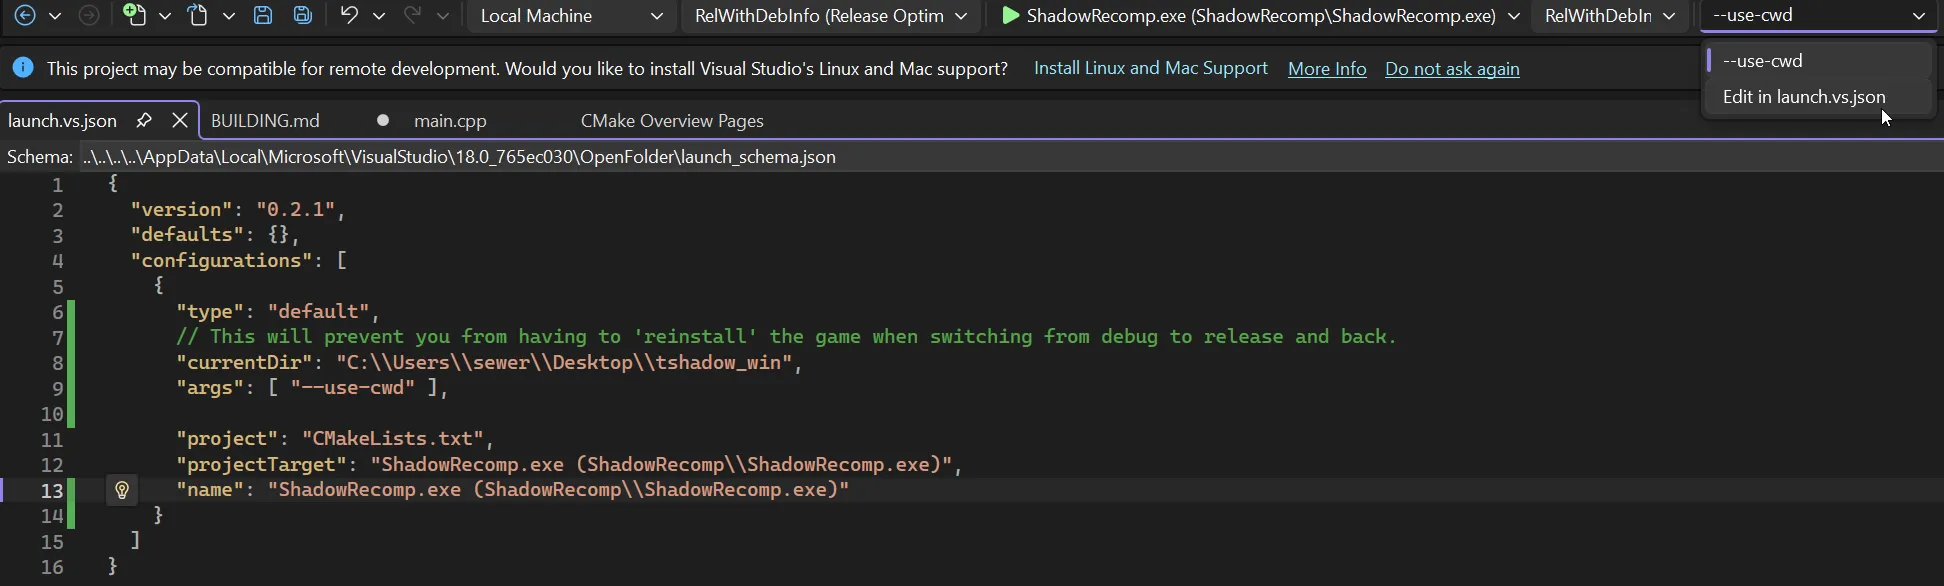 Local Machine RelWithDebInfo (Release Optim ShadowRecomp.exe (ShadowRecomp\ShadowRecomp.exe) RelWithDebIn --use-cwd
This project may be compatible for remote development. Would you like to install Visual Studio's Linux and Mac support? Install Linux and Mac Support More Info Do not ask again
--use-cwd
Edit in launch.vs.json
launch.vs.json BUILDING.md main.cpp CMake Overview Pages
Schema: ..\..\..\..\AppData\Local\Microsoft\VisualStudio\18.0_765ec030\OpenFolder\launch_schema.json
1 {
2 "version": "0.2.1",
3 "defaults": {},
4 "configurations": [
5 {
6 "type": "default",
7 // This will prevent you from having to 'reinstall' the game when switching from debug to release and back.
8 "currentDir": "C:\\Users\\sewer\\Desktop\\tshadow_win",
9 "args": [ "--use-cwd" ],
10
11 "project": "CMakeLists.txt",
12 "projectTarget": "ShadowRecomp.exe (ShadowRecomp\\ShadowRecomp.exe)",
13 "name": "ShadowRecomp.exe (ShadowRecomp\\ShadowRecomp.exe)"
14 }
15 ]
16 }